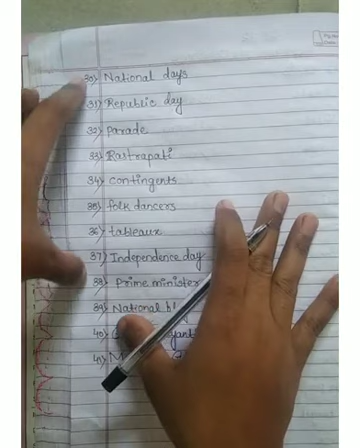 30) National days
31) Republic day
32) parade
33) Rastrapati
34) contingents
35) folk dancers
36) tableaux
37) Independence day
38) Prime minister
39) National
40)
41)